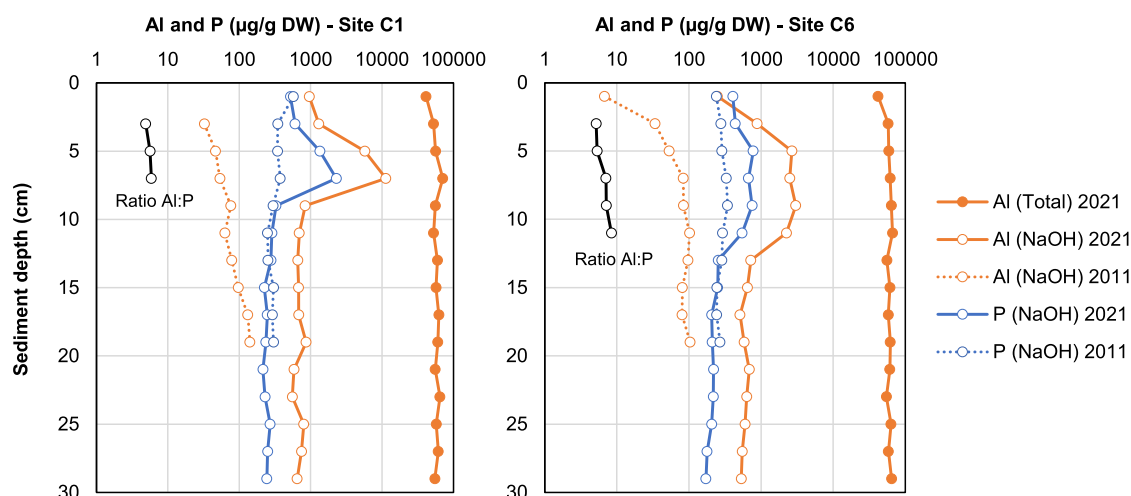 Al and P (µg/g DW) - Site C1
1 10 100 1000 10000 100000
0
5
10
15
20
25
30
Sediment depth (cm)
Ratio Al:P
Al and P (µg/g DW) - Site C6
1 10 100 1000 10000 100000
0
5
10
15
20
25
30
Ratio Al:P
Al (Total) 2021
Al (NaOH) 2021
Al (NaOH) 2011
P (NaOH) 2021
P (NaOH) 2011